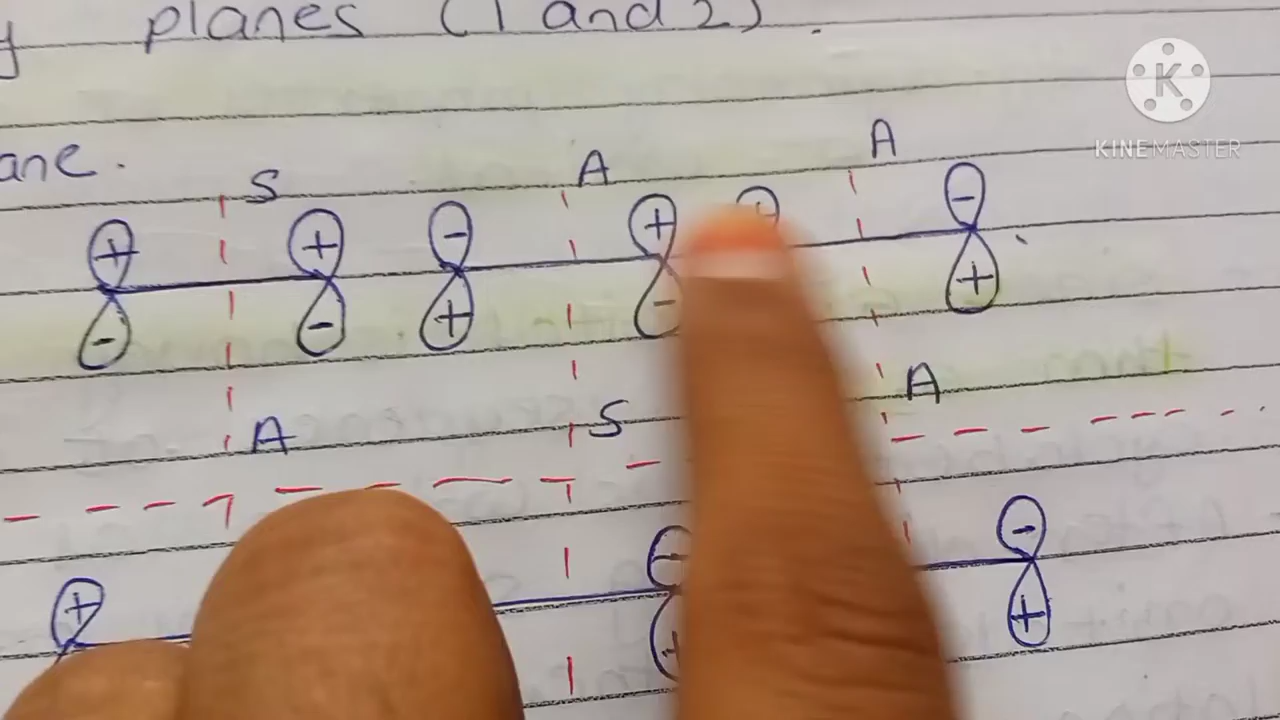 planes (1 and 2).
K
KINEMASTER
ane.
S
A
A
+ + - + + -
- - + - +
A
S
A
+ - -
+ +